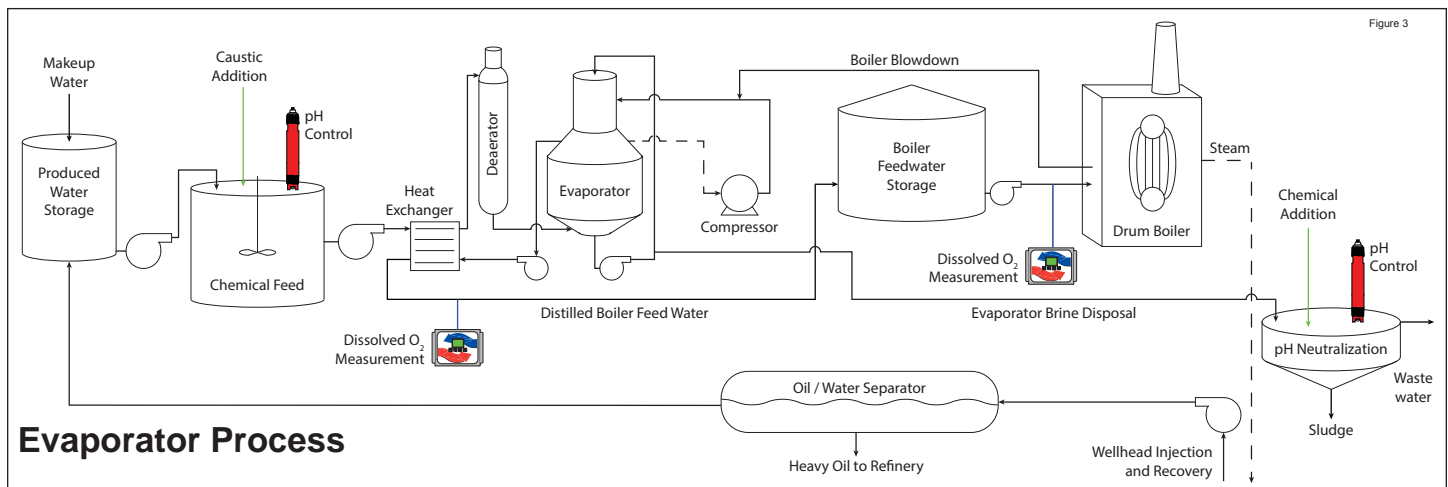 Figure 3
Makeup
Water
Caustic
Addition
pH
Control
Produced
Water
Storage
Chemical Feed
Heat
Exchanger
Deaerator
Evaporator
Compressor
Boiler Blowdown
Boiler
Feedwater
Storage
Drum Boiler
Steam
Chemical
Addition
pH
Control
Dissolved O₂
Measurement
Distilled Boiler Feed Water
Dissolved O₂
Measurement
Evaporator Brine Disposal
pH Neutralization
Waste
water
Sludge
Oil / Water Separator
Heavy Oil to Refinery
Wellhead Injection
and Recovery
Evaporator Process